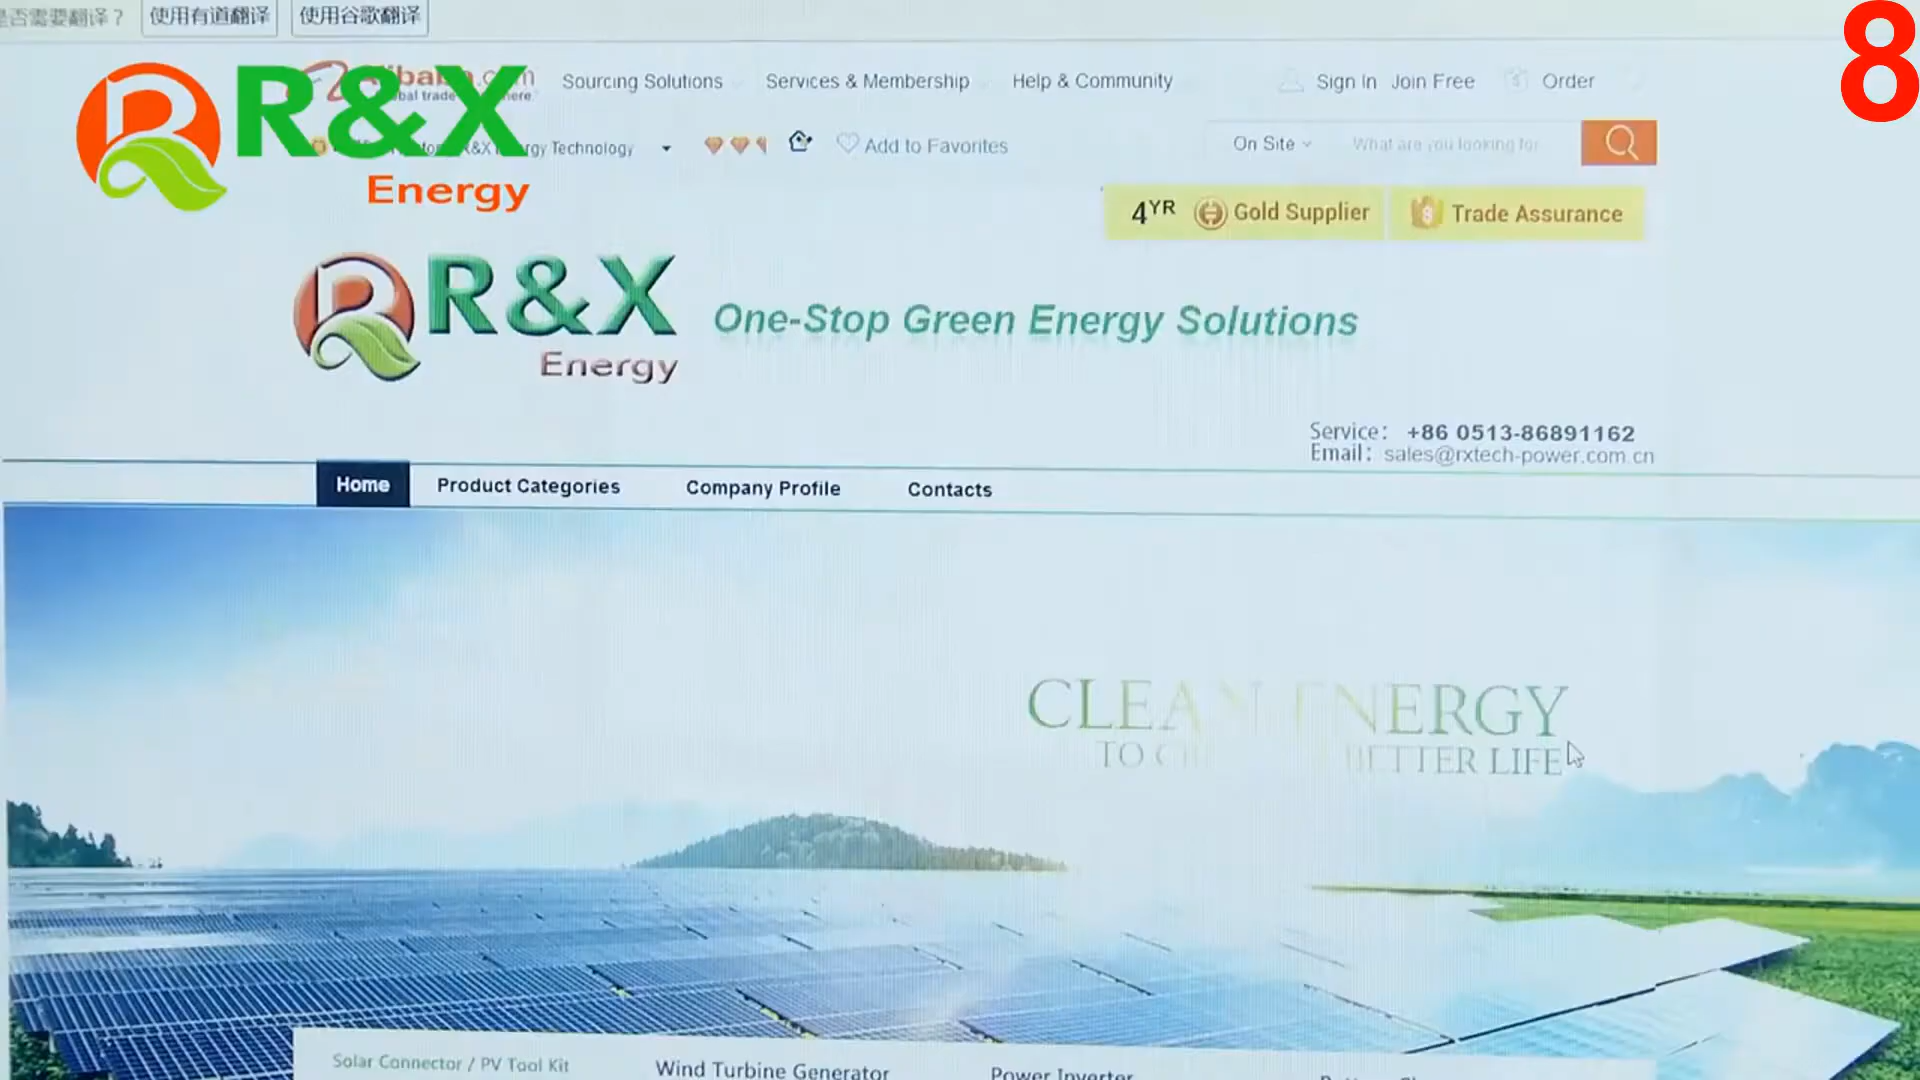 是否需要翻译？ 使用有道翻译 使用谷歌翻译
8
R&X
Energy
Sourcing Solutions Services & Membership Help & Community Sign In Join Free Order
Technology Add to Favorites On Site What are you looking for
4YR Gold Supplier Trade Assurance
R&X
Energy
One-Stop Green Energy Solutions
Service: +86 0513-86891162
Email: sales@rxtech-power.com.cn
Home Product Categories Company Profile Contacts
CLEAN ENERGY
TO BETTER LIFE
Solar Connector / PV Tool Kit Wind Turbine Generator Power Inverter